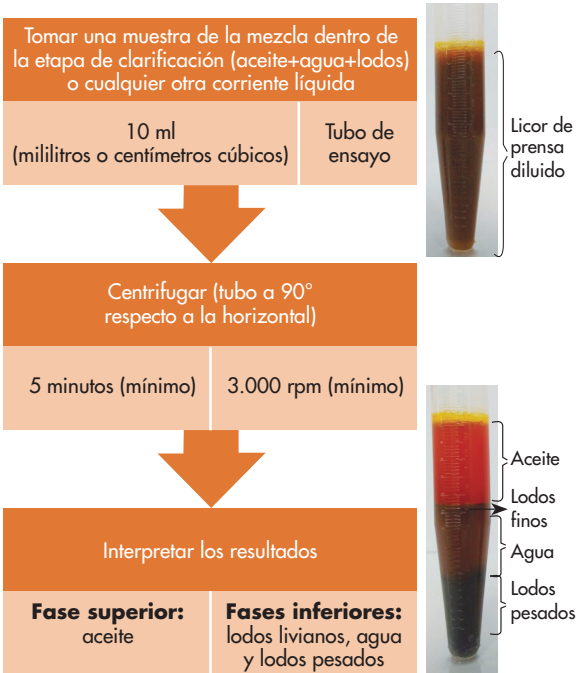 Tomar una muestra de la mezcla dentro de
la etapa de clarificación (aceite+agua+lodos)
o cualquier otra corriente líquida
10 ml
(mililitros o centímetros cúbicos)
Tubo de
ensayo
Licor de
prensa
diluido
Centrifugar (tubo a 90°
respecto a la horizontal)
5 minutos (mínimo)
3.000 rpm (mínimo)
Interpretar los resultados
Fase superior:
aceite
Fases inferiores:
lodos livianos, agua
y lodos pesados
Aceite
Lodos
finos
Agua
Lodos
pesados